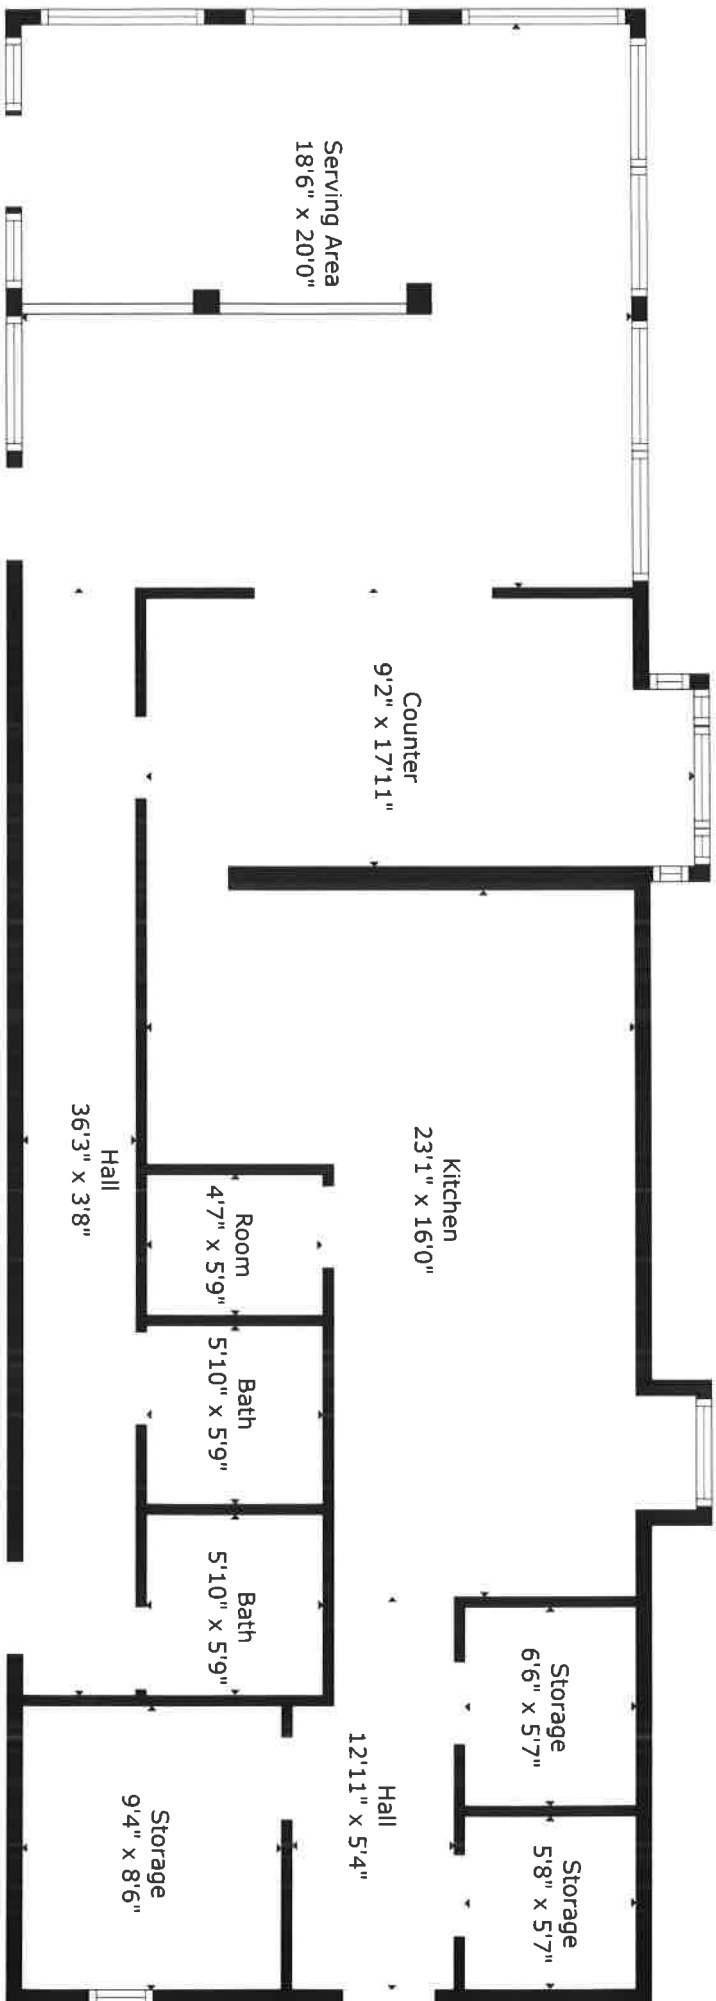 Serving Area
18'6" x 20'0"
Counter
9'2" x 17'11"
Kitchen
23'1" x 16'0"
Hall
36'3" x 3'8"
Room
4'7" x 5'9"
Bath
5'10" x 5'9"
Bath
5'10" x 5'9"
Storage
6'6" x 5'7"
Hall
12'11" x 5'4"
Storage
5'8" x 5'7"
Storage
9'4" x 8'6"